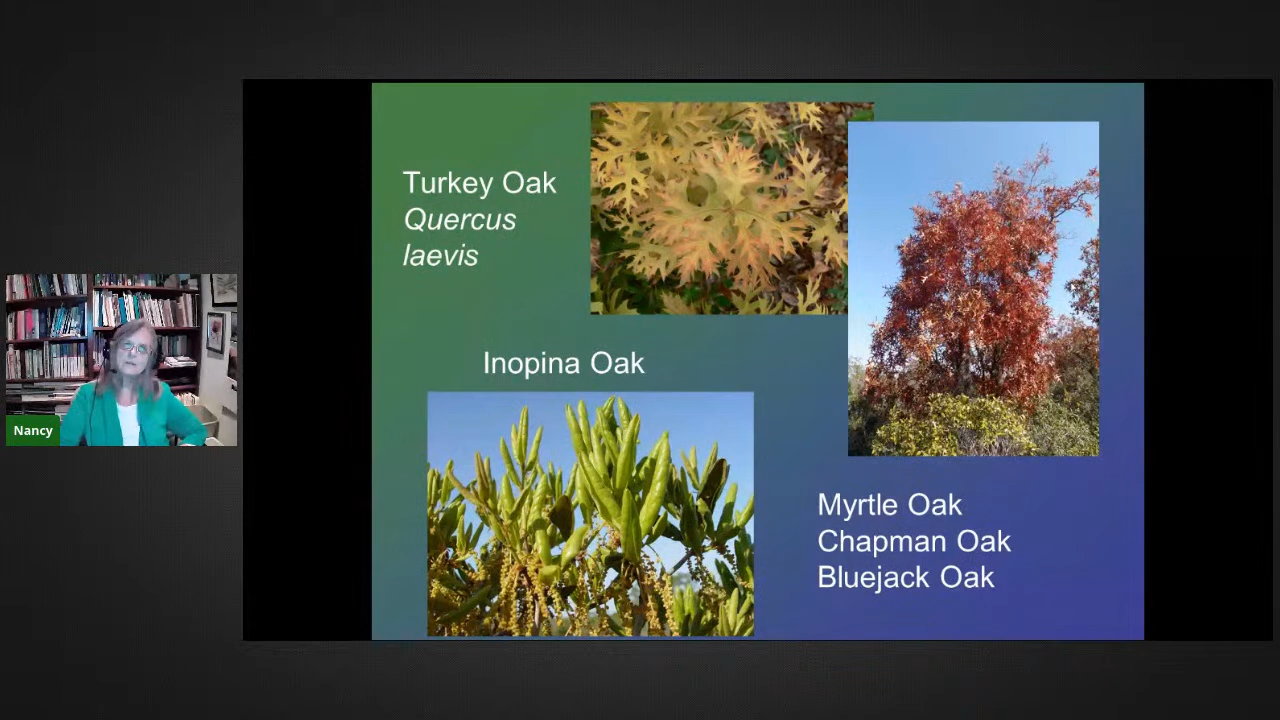 Turkey Oak
Quercus
laevis
Inopina Oak
Myrtle Oak
Chapman Oak
Bluejack Oak
Nancy